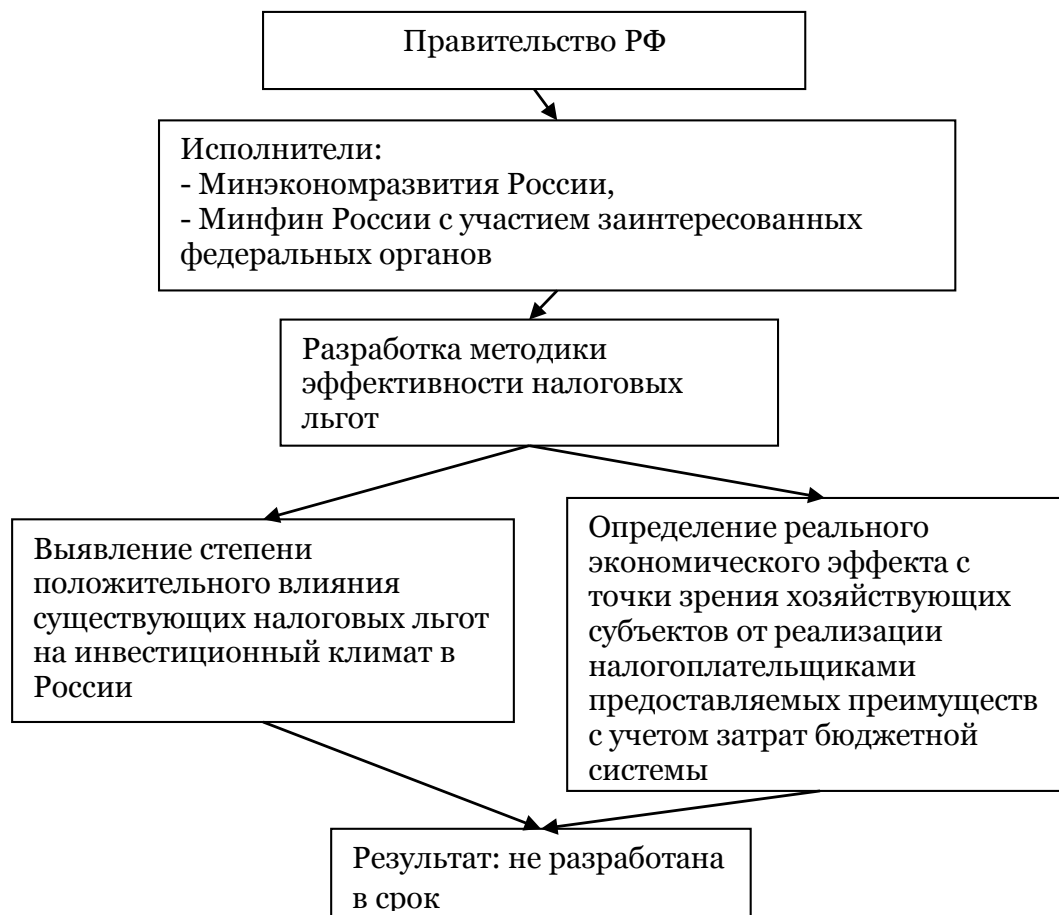 Правительство РФ
Исполнители:
- Минэкономразвития России,
- Минфин России с участием заинтересованных
федеральных органов
Разработка методики
эффективности налоговых
льгот
Выявление степени
положительного влияния
существующих налоговых льгот
на инвестиционный климат в
России
Определение реального
экономического эффекта с
точки зрения хозяйствующих
субъектов от реализации
налогоплательщиками
предоставляемых преимуществ
с учетом затрат бюджетной
системы
Результат: не разработана
в срок